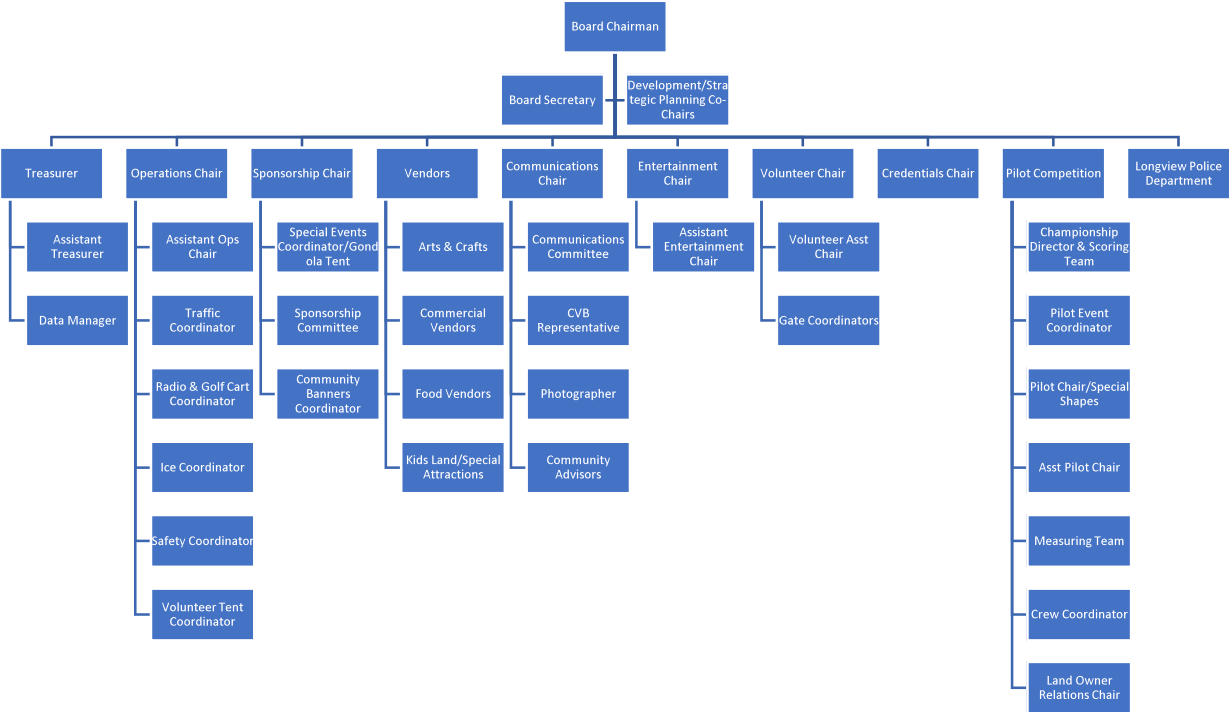 Board Chairman
Board Secretary
Development/Stra
tegic Planning Co-
Chairs
Treasurer
Operations Chair
Sponsorship Chair
Vendors
Communications
Chair
Entertainment
Chair
Volunteer Chair
Credentials Chair
Pilot Competition
Longview Police
Department
Assistant
Treasurer
Assistant Ops
Chair
Special Events
Coordinator/Gond
ola Tent
Arts & Crafts
Communications
Committee
Assistant
Entertainment
Chair
Volunteer Asst
Chair
Championship
Director & Scoring
Team
Data Manager
Traffic
Coordinator
Sponsorship
Committee
Commercial
Vendors
CVB
Representative
Gate Coordinators
Pilot Event
Coordinator
Radio & Golf Cart
Coordinator
Community
Banners
Coordinator
Food Vendors
Photographer
Pilot Chair/Special
Shapes
Ice Coordinator
Kids Land/Special
Attractions
Community
Advisors
Asst Pilot Chair
Safety Coordinator
Measuring Team
Volunteer Tent
Coordinator
Crew Coordinator
Land Owner
Relations Chair